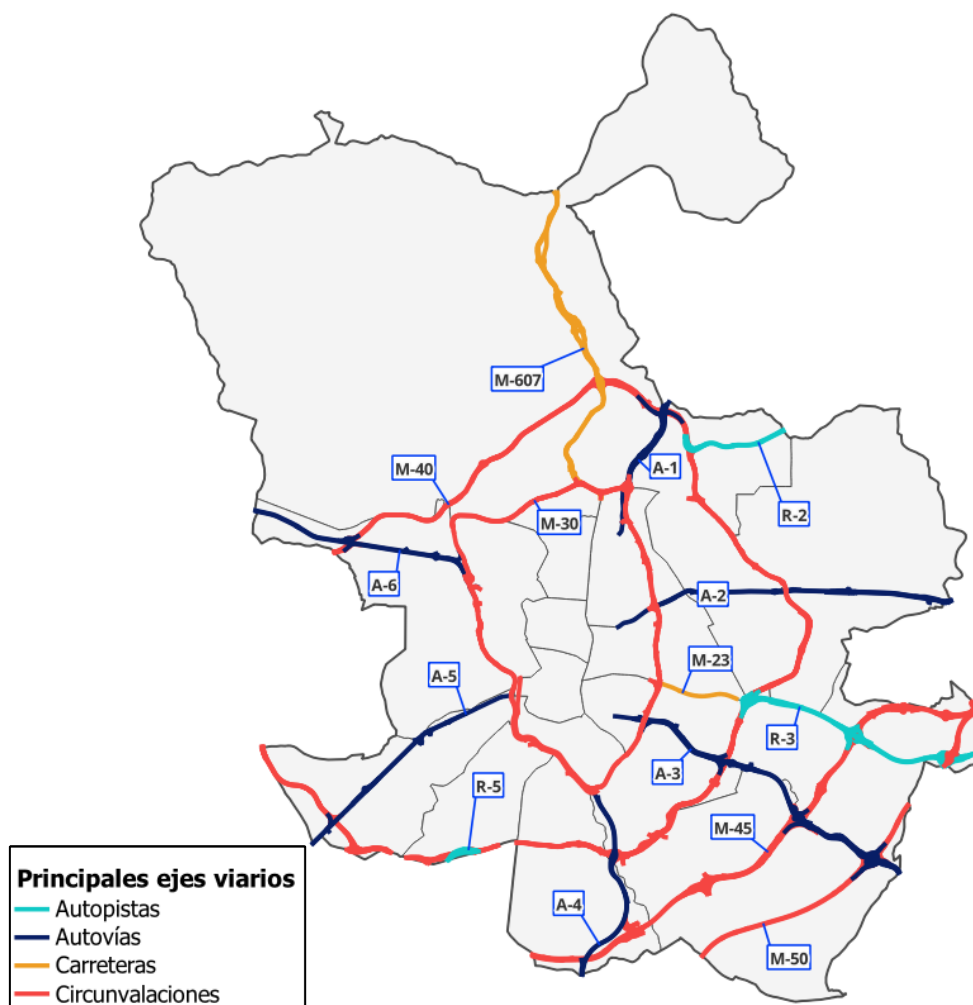 M-607
M-40
A-1
R-2
M-30
A-6
A-2
M-23
A-5
R-3
A-3
R-5
M-45
A-4
M-50
Principales ejes viarios
Autopistas
Autovías
Carreteras
Circunvalaciones